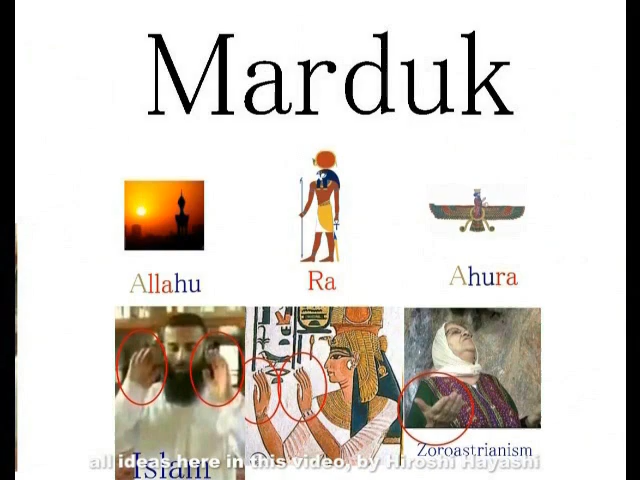 Marduk
Allahu
Ra
Ahura
Zoroastrianism
Islam
all ideas here in this video, by Hiroshi Hayashi